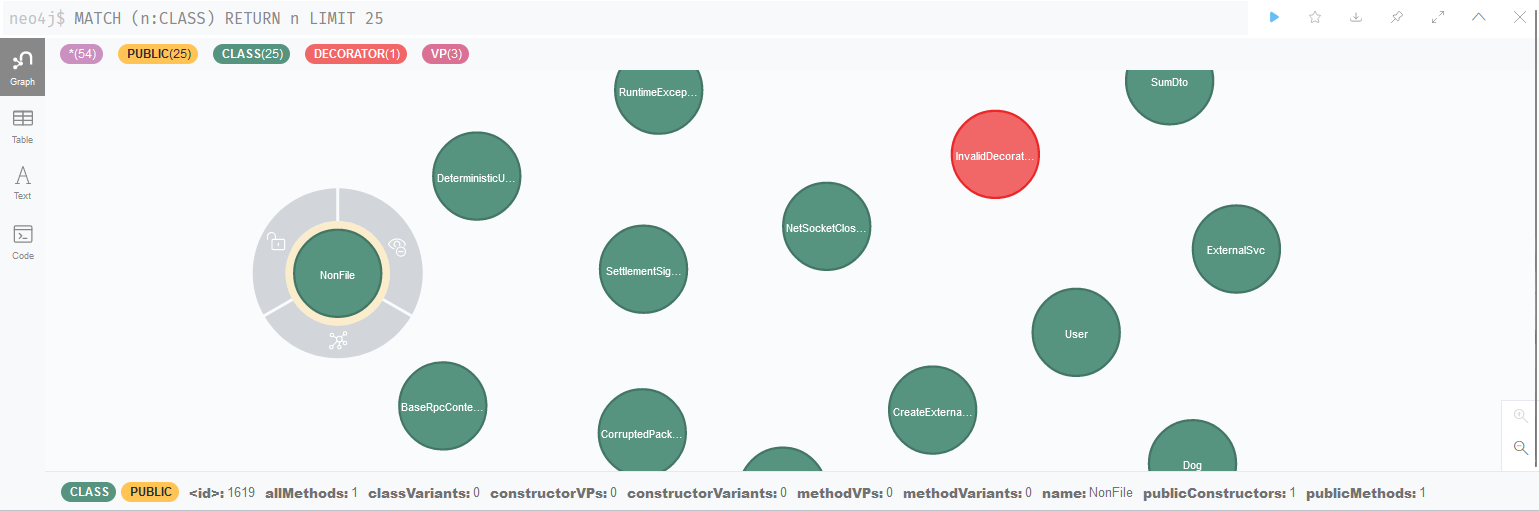 neo4j$ MATCH (n:CLASS) RETURN n LIMIT 25
*(54) PUBLIC(25) CLASS(25) DECORATOR(1) VP(3)
Graph
Table
Text
Code
RuntimeExcep...
SumDto
InvalidDecorat...
DeterministicU...
NetSocketClos...
ExternalSvc
SettlementSig...
NonFile
User
BaseRpcConte...
CreateExterna...
CorruptedPack...
Dog
CLASS PUBLIC <id>: 1619 allMethods: 1 classVariants: 0 constructorVPs: 0 constructorVariants: 0 methodVPs: 0 methodVariants: 0 name: NonFile publicConstructors: 1 publicMethods: 1